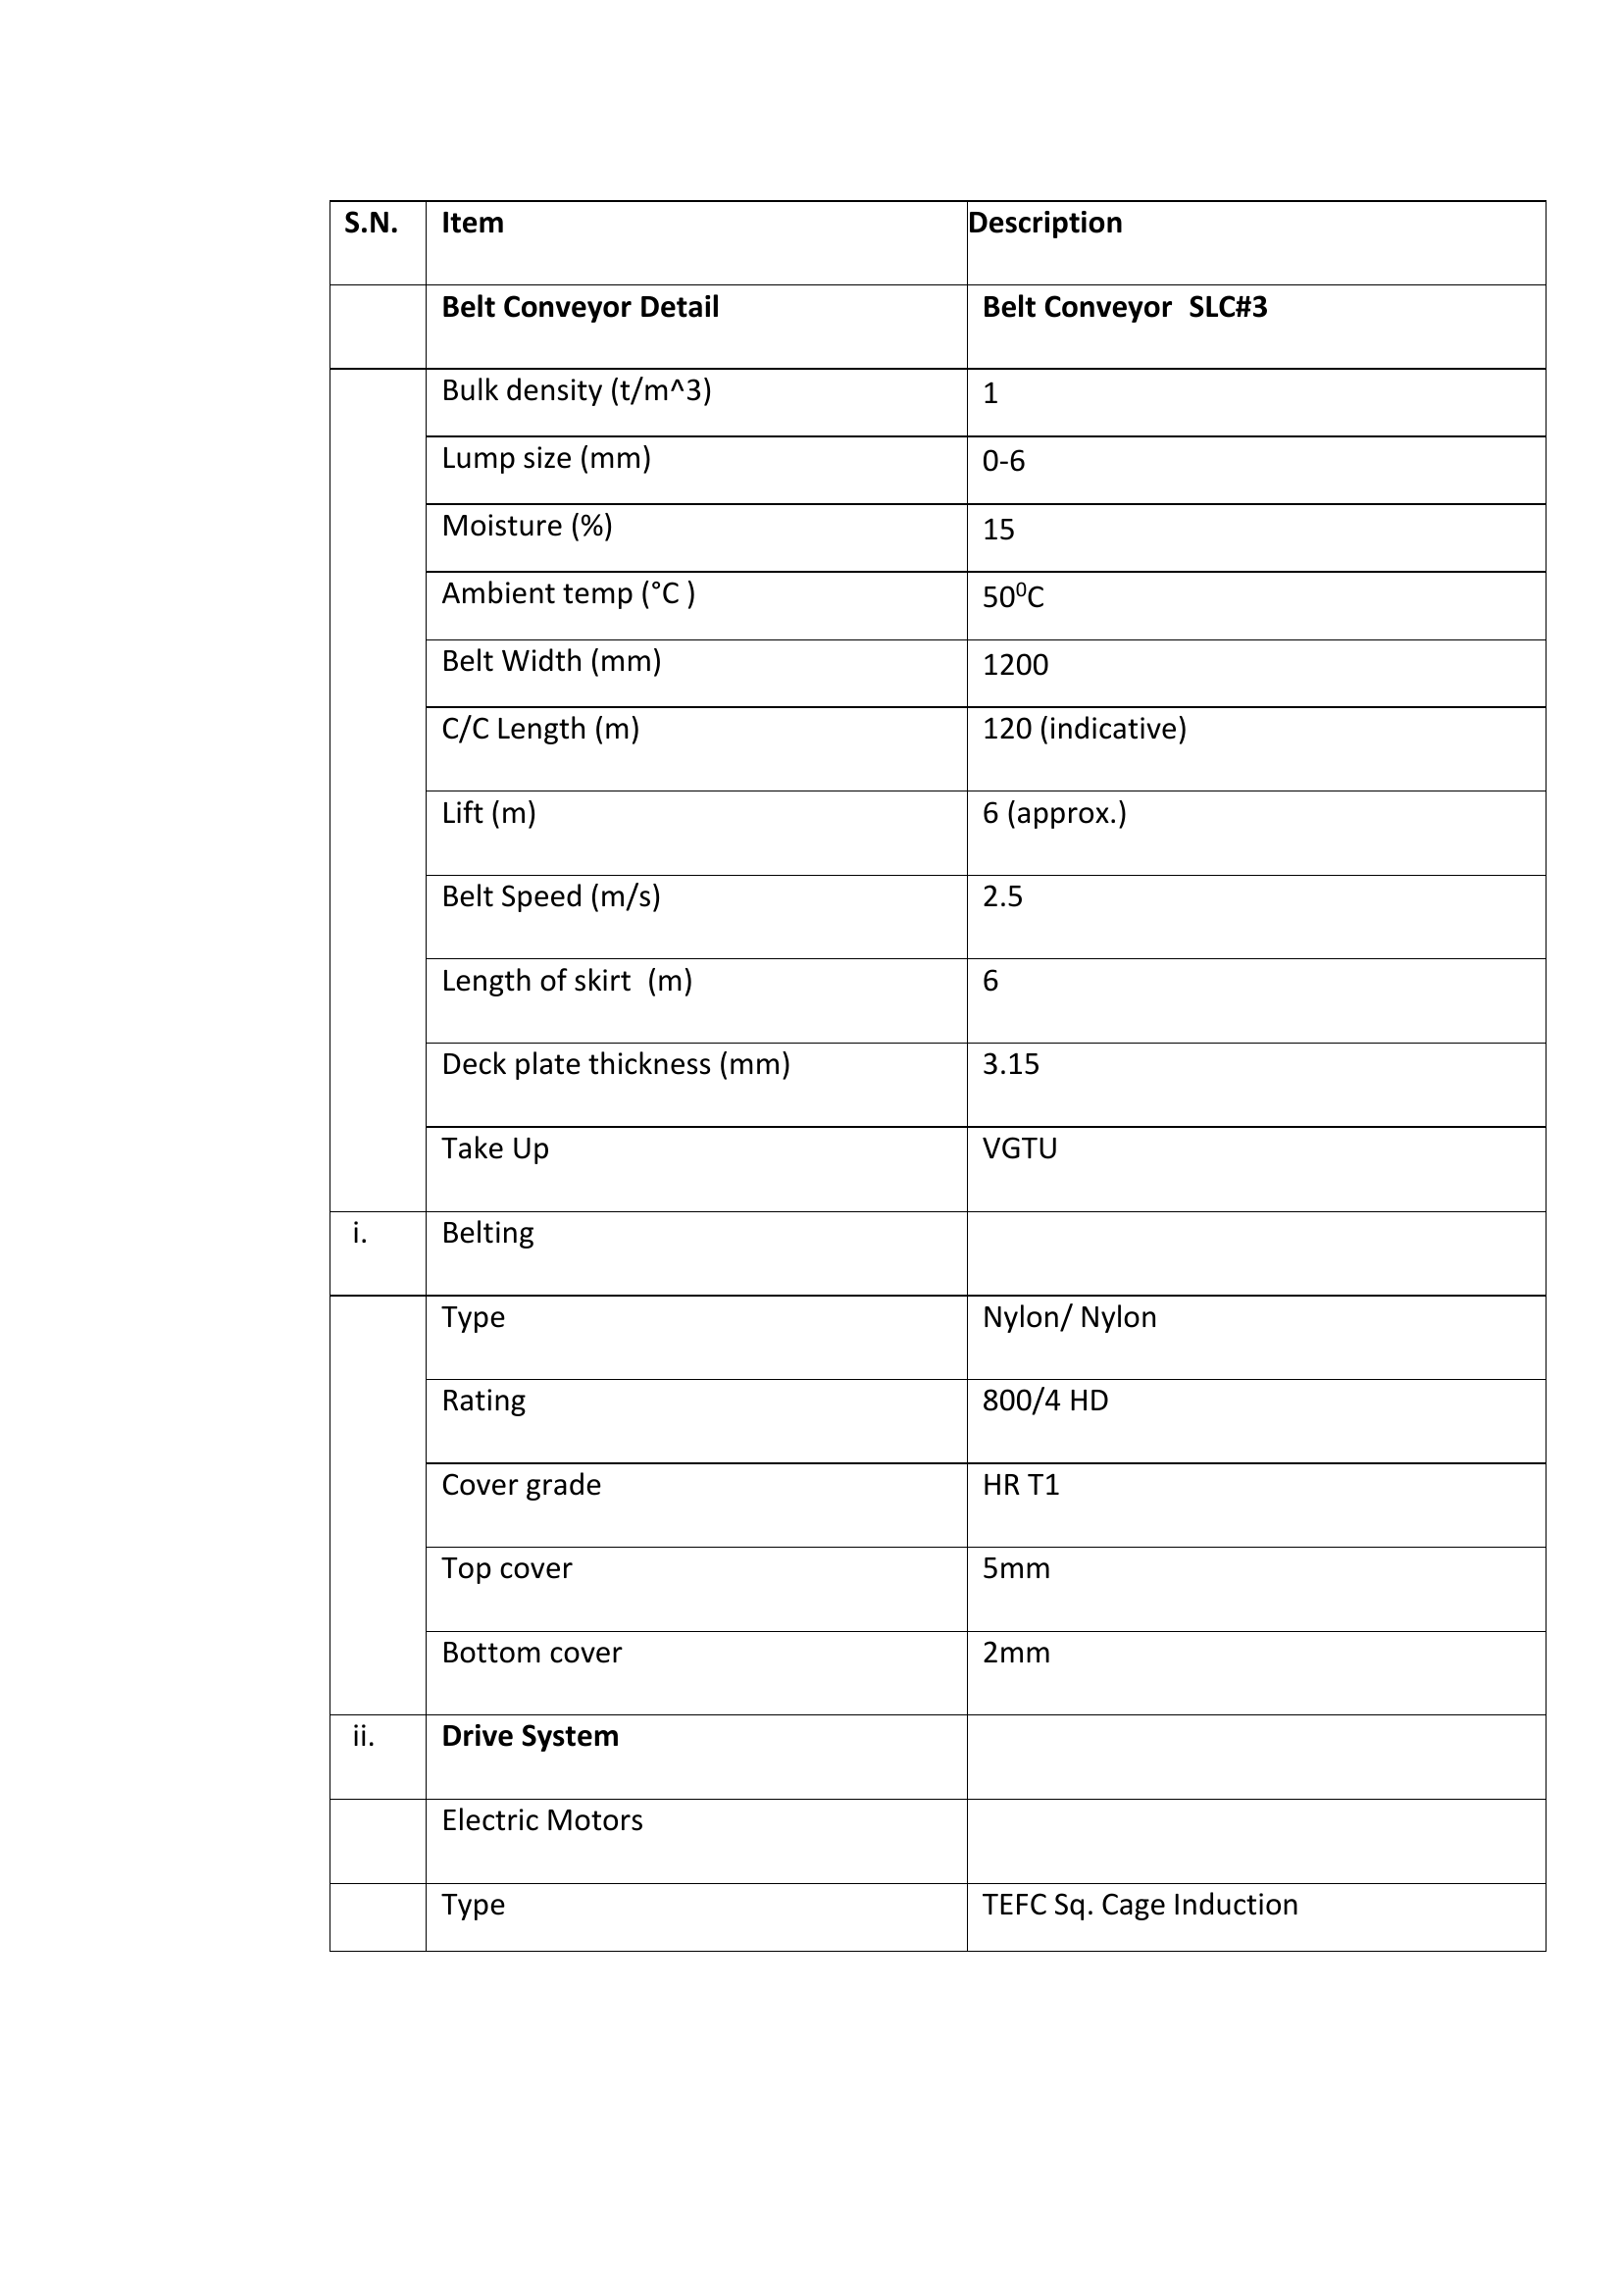 S.N. Item Description
Belt Conveyor Detail Belt Conveyor  SLC#3
Bulk density (t/m^3) 1
Lump size (mm) 0-6
Moisture (%) 15
Ambient temp (°C ) 50⁰C
Belt Width (mm) 1200
C/C Length (m) 120 (indicative)
Lift (m) 6 (approx.)
Belt Speed (m/s) 2.5
Length of skirt  (m) 6
Deck plate thickness (mm) 3.15
Take Up VGTU
i. Belting
Type Nylon/ Nylon
Rating 800/4 HD
Cover grade HR T1
Top cover 5mm
Bottom cover 2mm
ii. Drive System
Electric Motors
Type TEFC Sq. Cage Induction